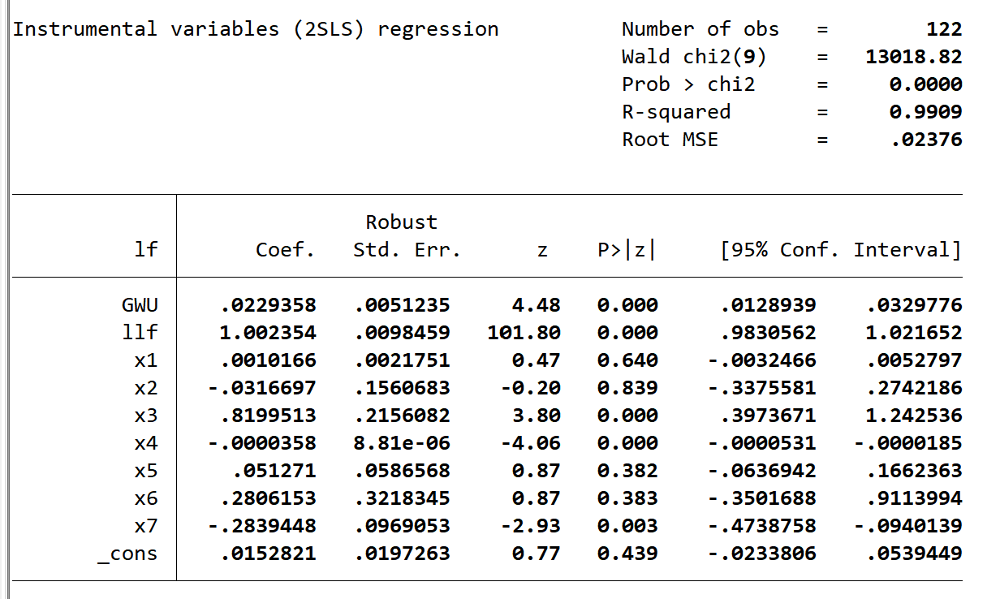 Instrumental variables (2SLS) regression Number of obs = 122
Wald chi2(9) = 13018.82
Prob > chi2 = 0.0000
R-squared = 0.9909
Root MSE = .02376
Robust
lf Coef. Std. Err. z P>|z| [95% Conf. Interval]
GWU .0229358 .0051235 4.48 0.000 .0128939 .0329776
llf 1.002354 .0098459 101.80 0.000 .9830562 1.021652
x1 .0010166 .0021751 0.47 0.640 -.0032466 .0052797
x2 -.0316697 .1560683 -0.20 0.839 -.3375581 .2742186
x3 .8199513 .2156082 3.80 0.000 .3973671 1.242536
x4 -.0000358 8.81e-06 -4.06 0.000 -.0000531 -.0000185
x5 .051271 .0586568 0.87 0.382 -.0636942 .1662363
x6 .2806153 .3218345 0.87 0.383 -.3501688 .9113994
x7 -.2839448 .0969053 -2.93 0.003 -.4738758 -.0940139
_cons .0152821 .0197263 0.77 0.439 -.0233806 .0539449